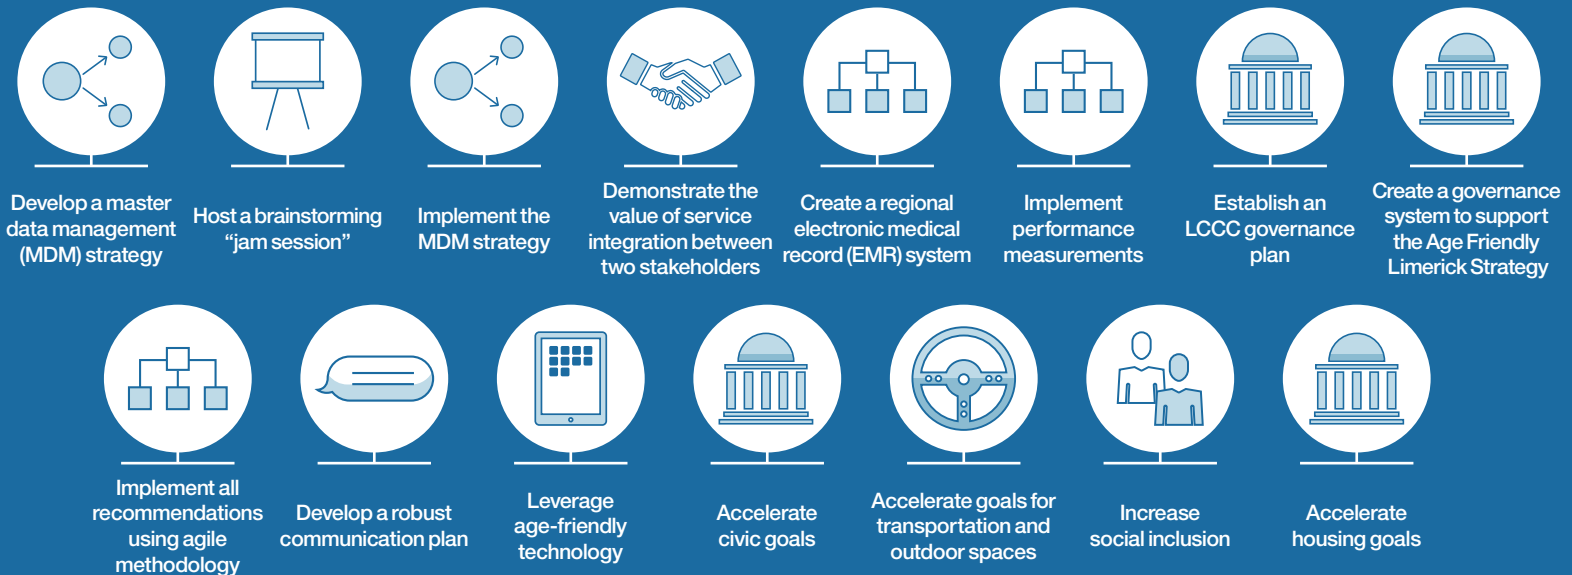 Develop a master
data management
(MDM) strategy
Host a brainstorming
“jam session”
Implement the
MDM strategy
Demonstrate the
value of service
integration between
two stakeholders
Create a regional
electronic medical
record (EMR) system
Implement
performance
measurements
Establish an
LCCC governance
plan
Create a governance
system to support
the Age Friendly
Limerick Strategy
Implement all
recommendations
using agile
methodology
Develop a robust
communication plan
Leverage
age-friendly
technology
Accelerate
civic goals
Accelerate goals for
transportation and
outdoor spaces
Increase
social inclusion
Accelerate
housing goals